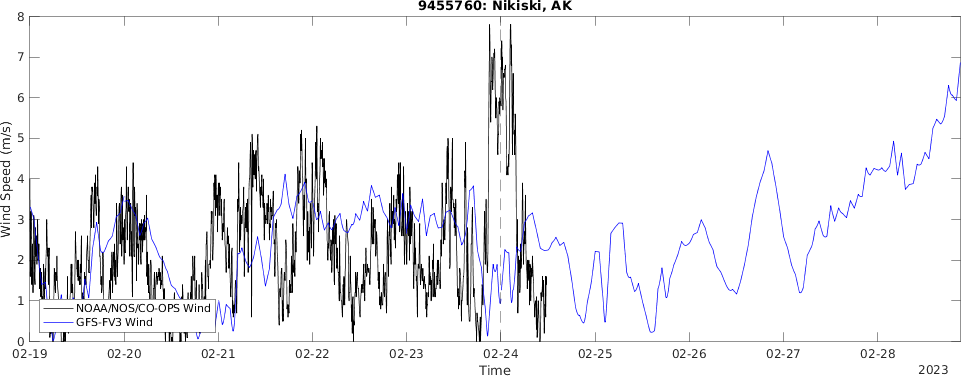 9455760: Nikiski, AK
8
7
6
5
4
3
2
1
0
Wind Speed (m/s)
NOAA/NOS/CO-OPS Wind
GFS-FV3 Wind
02-19 02-20 02-21 02-22 02-23 02-24 02-25 02-26 02-27 02-28
Time
2023